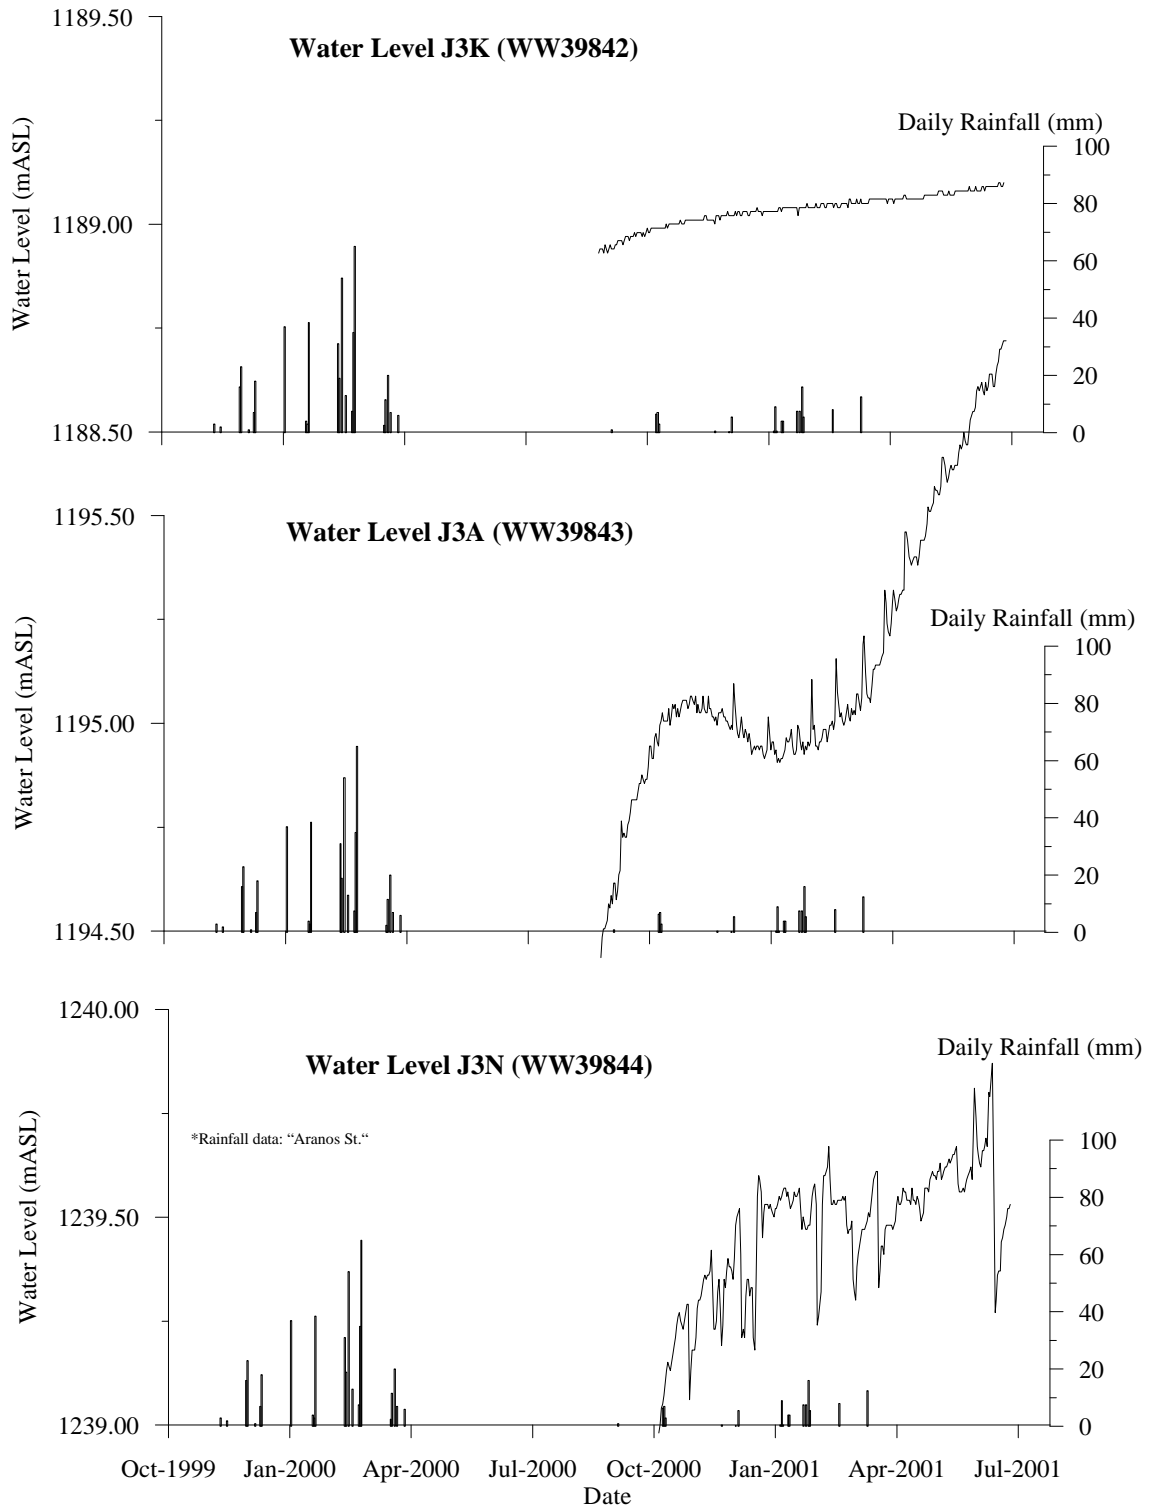 1189.50
Water Level J3K (WW39842)
Daily Rainfall (mm)
100
80
1189.00
60
40
20
1188.50
0
Water Level (mASL)
1195.50
Water Level J3A (WW39843)
Daily Rainfall (mm)
100
80
1195.00
60
40
20
1194.50
0
Water Level (mASL)
1240.00
Daily Rainfall (mm)
Water Level J3N (WW39844)
*Rainfall data: “Aranos St.“
100
80
1239.50
60
40
20
1239.00
0
Water Level (mASL)
Oct-1999 Jan-2000 Apr-2000 Jul-2000 Oct-2000 Jan-2001 Apr-2001 Jul-2001
Date